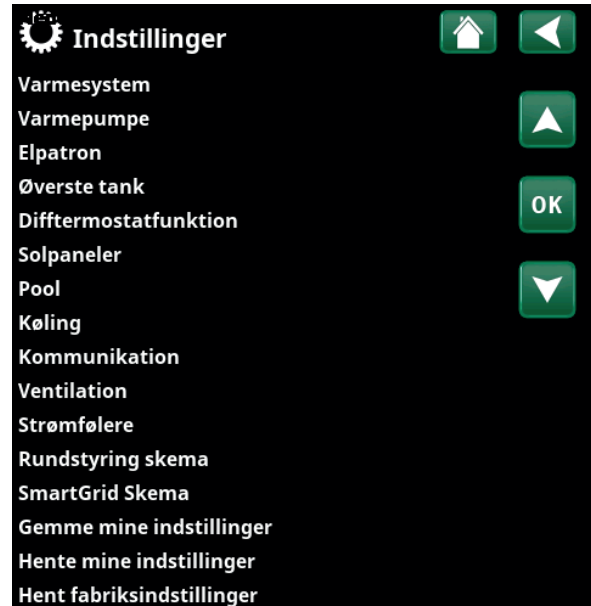 Indstillinger
Varmesystem
Varmepumpe
Elpatron
OK
Øverste tank
Difftermostatfunktion
Solpaneler
Pool
Køling
Kommunikation
Ventilation
Strømfølere
Rundstyring skema
SmartGrid Skema
Gemme mine indstillinger
Hente mine indstillinger
Hent fabriksindstillinger